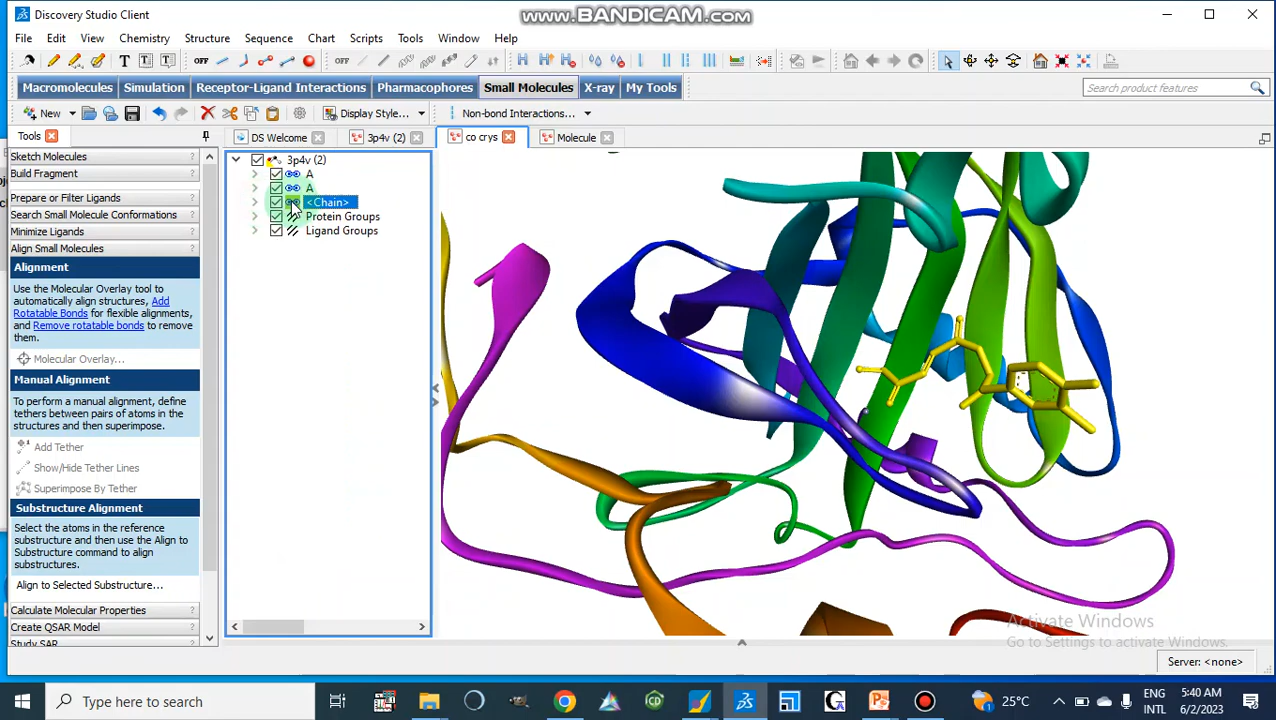 Discovery Studio Client
www.BANDICAM.com
File Edit View Chemistry Structure Sequence Chart Scripts Tools Window Help
OFF OFF
Macromolecules Simulation Receptor-Ligand Interactions Pharmacophores Small Molecules X-ray My Tools
Search product features
New Display Style... Non-bond Interactions...
Tools DS Welcome 3p4v (2) co crys Molecule
Sketch Molecules ?
Build Fragment ?
Prepare or Filter Ligands ?
Search Small Molecule Conformations ?
Minimize Ligands ?
Align Small Molecules ?
Alignment
Use the Molecular Overlay tool to
automatically align structures, Add
Rotatable Bonds for flexible alignments,
and Remove rotatable bonds to remove
them.
Molecular Overlay...
Manual Alignment
To perform a manual alignment, define
tethers between pairs of atoms in the
structures and then superimpose.
Add Tether
Show/Hide Tether Lines
Superimpose By Tether
Substructure Alignment
Select the atoms in the reference
substructure and then use the Align to
Substructure command to align
substructures.
Align to Selected Substructure...
Calculate Molecular Properties ?
Create QSAR Model ?
Study SAR
3p4v (2)
A
A
<Chain>
Protein Groups
Ligand Groups
Activate Windows
Go to Settings to activate Windows.
Server: <none>
Type here to search
25°C
ENG
INTL
5:40 AM
6/2/2023